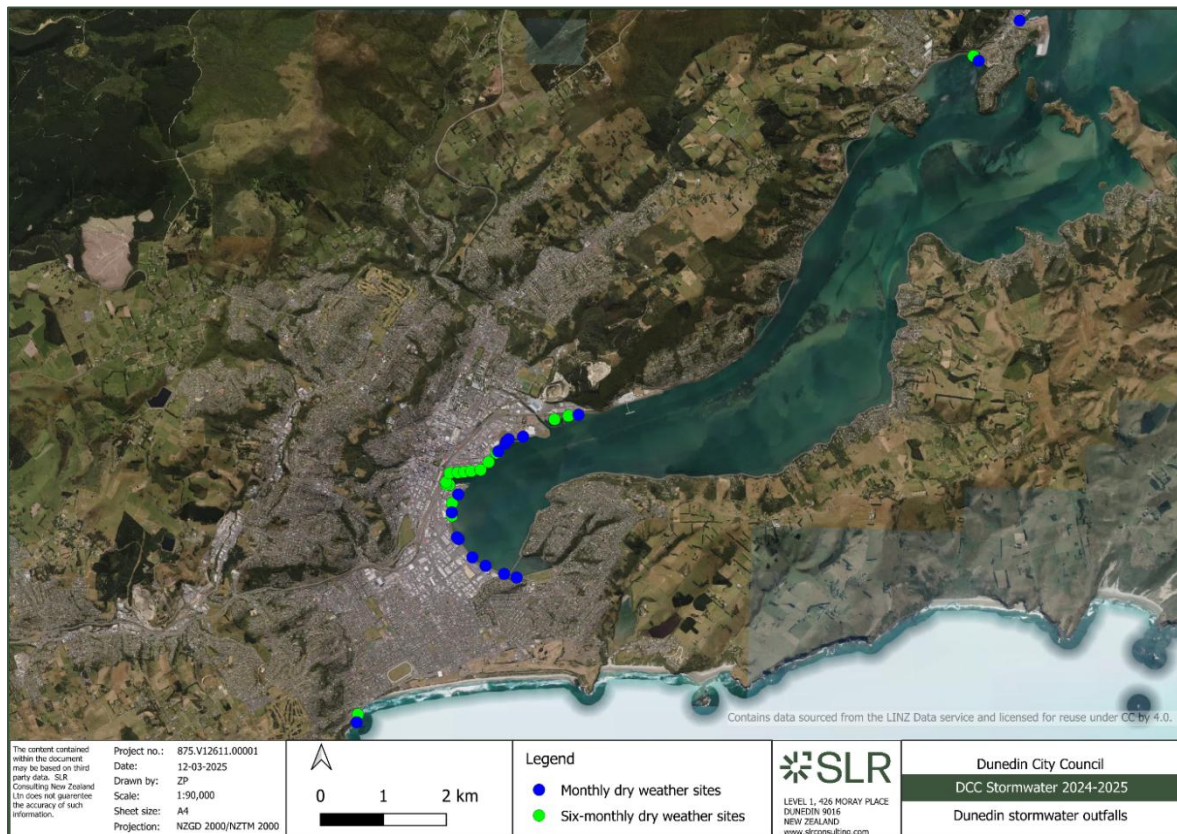 Contains data sourced from the LINZ Data service and licensed for reuse under CC by 4.0.
The content contained
within the document
may be based on third
party data. SLR
Consulting New Zealand
Ltn does not guarentee
the accuracy of such
information.
Project no.: 875.V12611.00001
Date: 12-03-2025
Drawn by: ZP
Scale: 1:90,000
Sheet size: A4
Projection: NZGD 2000/NZTM 2000
0 1 2 km
Legend
Monthly dry weather sites
Six-monthly dry weather sites
SLR
LEVEL 1, 426 MORAY PLACE
DUNEDIN 9016
NEW ZEALAND
www.slrconsulting.com
Dunedin City Council
DCC Stormwater 2024-2025
Dunedin stormwater outfalls